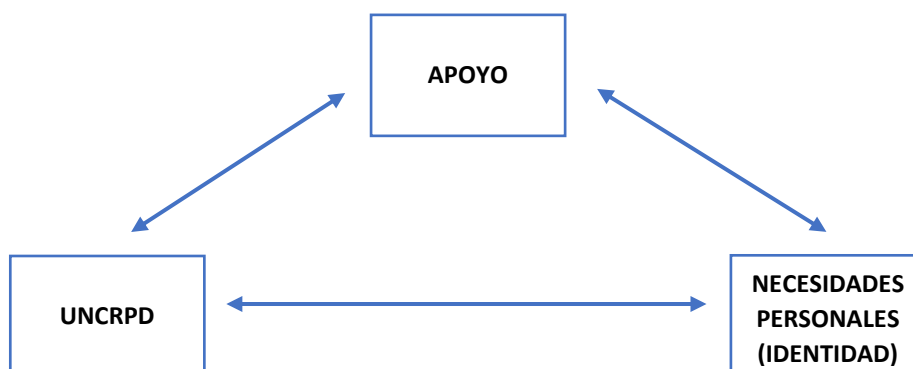 APOYO
UNCRPD
NECESIDADES
PERSONALES
(IDENTIDAD)